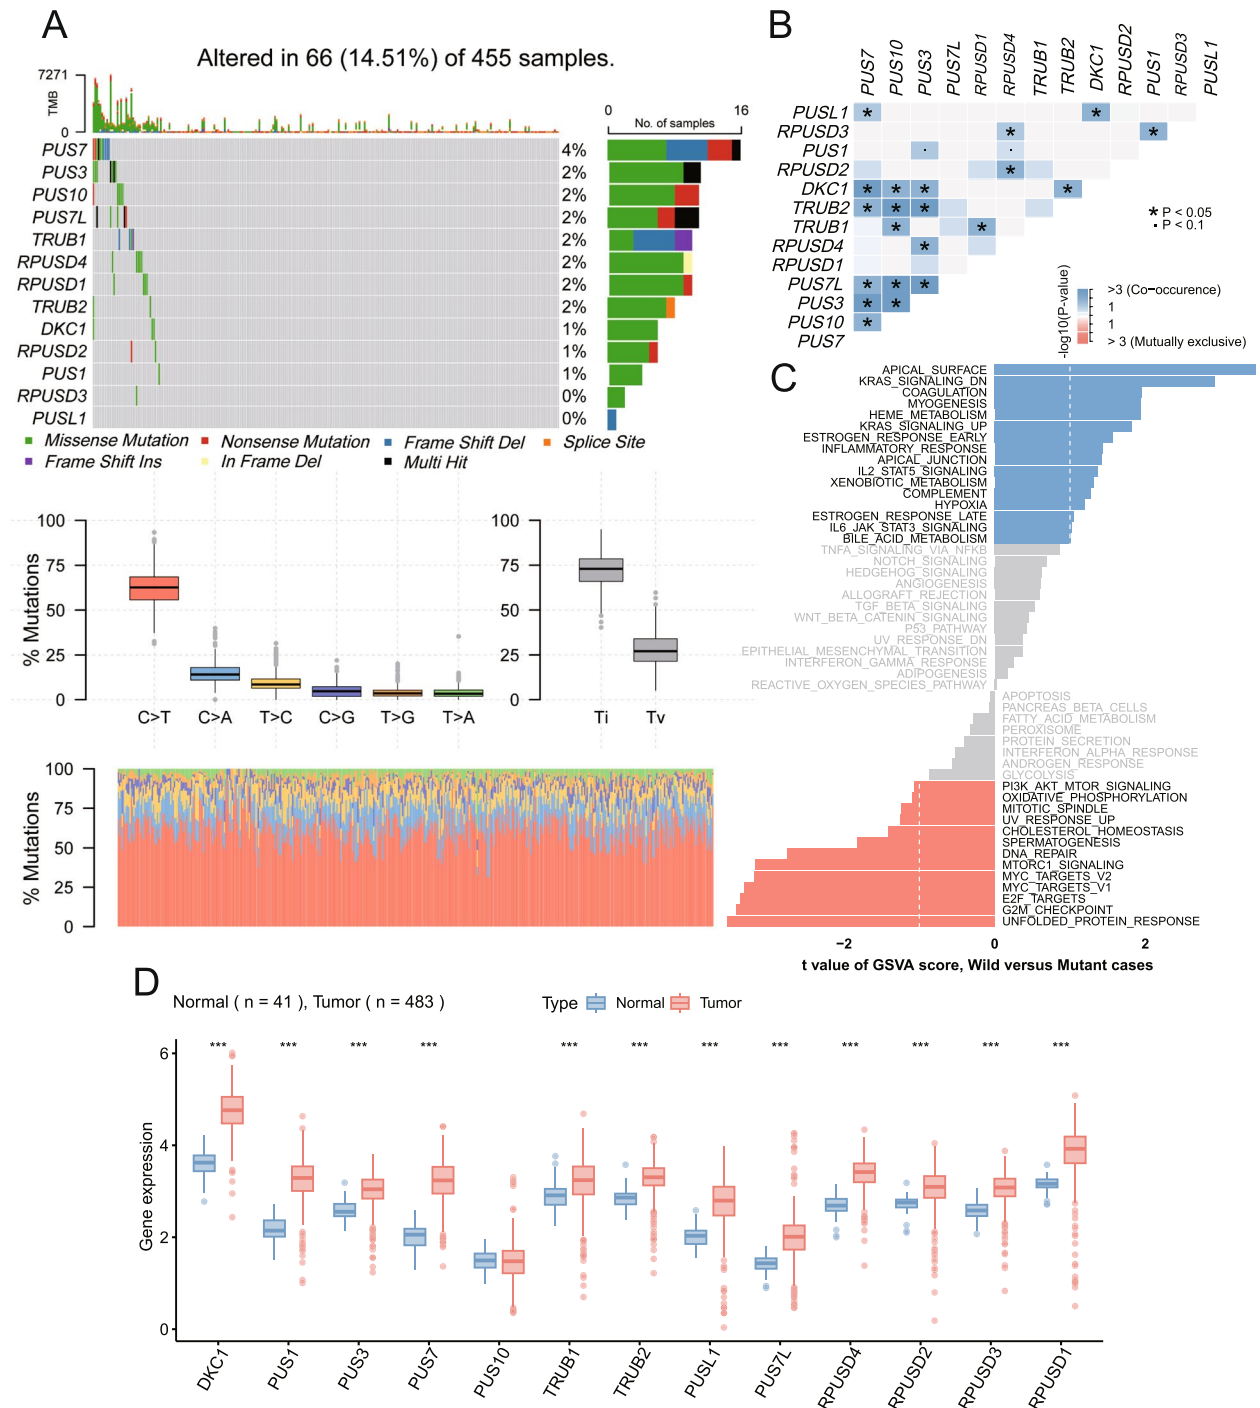 A
Altered in 66 (14.51%) of 455 samples.
7271
TMB
0
0
16
No. of samples
PUS7 4%
PUS3 2%
PUS10 2%
PUS7L 2%
TRUB1 2%
RPUSD4 2%
RPUSD1 2%
TRUB2 2%
DKC1 1%
RPUSD2 1%
PUS1 1%
RPUSD3 0%
PUSL1 0%
Missense Mutation Nonsense Mutation Frame Shift Del Splice Site
Frame Shift Ins In Frame Del Multi Hit
% Mutations
100
75
50
25
0
C>T C>A T>C C>G T>G T>A
100
75
50
25
0
Ti Tv
% Mutations
100
75
50
25
0
B
PUS7 PUS10 PUS3 PUS7L RPUSD1 RPUSD4 TRUB1 TRUB2 DKC1 RPUSD2 PUS1 RPUSD3 PUSL1
PUSL1 * *
RPUSD3 * *
PUS1 · ·
RPUSD2 *
DKC1 * * * *
TRUB2 * * *
TRUB1 * *
RPUSD4 *
RPUSD1
PUS7L * * *
PUS3 * *
PUS10 *
PUS7
* P < 0.05
· P < 0.1
-log10(P-value)
>3 (Co-occurence)
1
1
> 3 (Mutually exclusive)
C
APICAL_SURFACE
KRAS_SIGNALING_DN
COAGULATION
MYOGENESIS
HEME_METABOLISM
KRAS_SIGNALING_UP
ESTROGEN_RESPONSE_EARLY
INFLAMMATORY_RESPONSE
APICAL_JUNCTION
IL2_STAT5_SIGNALING
XENOBIOTIC_METABOLISM
COMPLEMENT
HYPOXIA
ESTROGEN_RESPONSE_LATE
IL6_JAK_STAT3_SIGNALING
BILE_ACID_METABOLISM
TNFA_SIGNALING_VIA_NFKB
NOTCH_SIGNALING
HEDGEHOG_SIGNALING
ANGIOGENESIS
ALLOGRAFT_REJECTION
TGF_BETA_SIGNALING
WNT_BETA_CATENIN_SIGNALING
P53_PATHWAY
UV_RESPONSE_DN
EPITHELIAL_MESENCHYMAL_TRANSITION
INTERFERON_GAMMA_RESPONSE
ADIPOGENESIS
REACTIVE_OXYGEN_SPECIES_PATHWAY
APOPTOSIS
PANCREAS_BETA_CELLS
FATTY_ACID_METABOLISM
PEROXISOME
PROTEIN_SECRETION
INTERFERON_ALPHA_RESPONSE
ANDROGEN_RESPONSE
GLYCOLYSIS
PI3K_AKT_MTOR_SIGNALING
OXIDATIVE_PHOSPHORYLATION
MITOTIC_SPINDLE
UV_RESPONSE_UP
CHOLESTEROL_HOMEOSTASIS
SPERMATOGENESIS
DNA_REPAIR
MTORC1_SIGNALING
MYC_TARGETS_V2
MYC_TARGETS_V1
E2F_TARGETS
G2M_CHECKPOINT
UNFOLDED_PROTEIN_RESPONSE
−2 0 2
t value of GSVA score, Wild versus Mutant cases
D
Normal ( n = 41 ), Tumor ( n = 483 )
Type Normal Tumor
*** *** *** *** *** *** *** *** *** *** *** ***
Gene expression
6
4
2
0
DKC1 PUS1 PUS3 PUS7 PUS10 TRUB1 TRUB2 PUSL1 PUS7L RPUSD4 RPUSD2 RPUSD3 RPUSD1